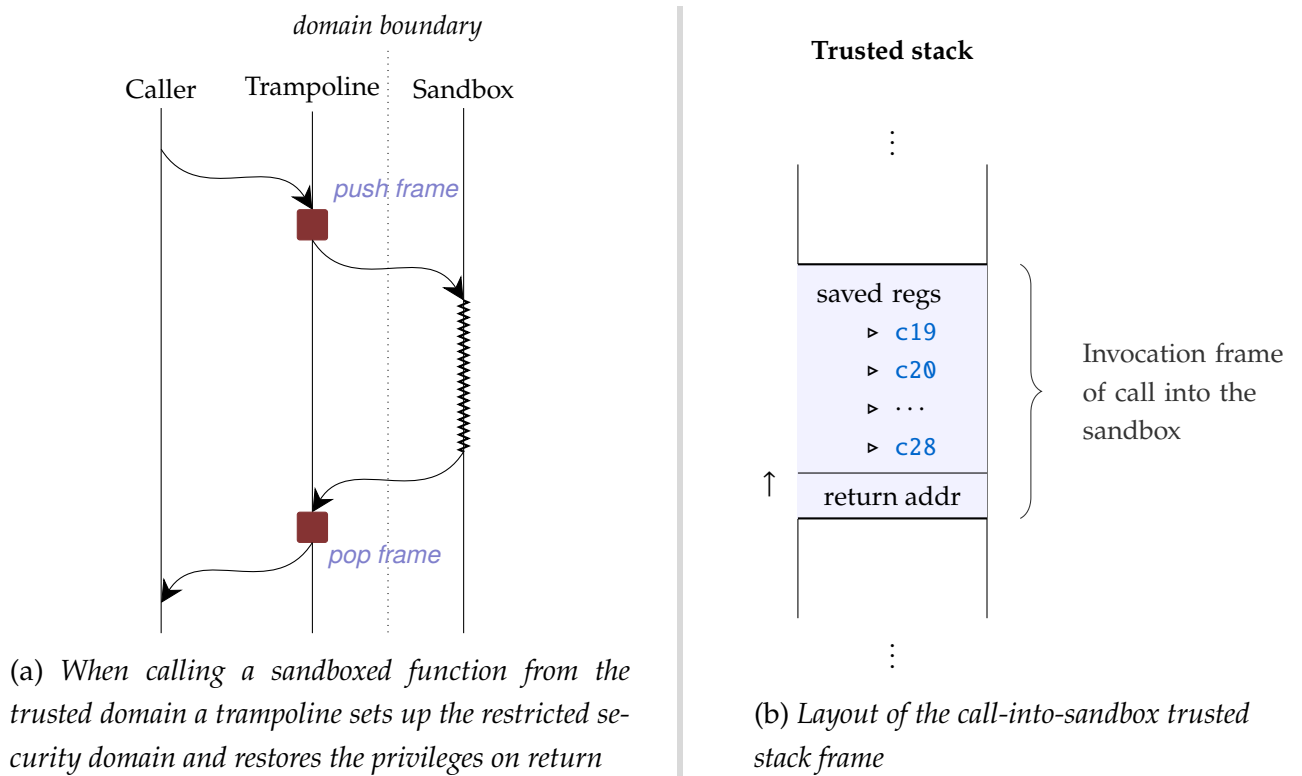 domain boundary
Caller
Trampoline
Sandbox
push frame
pop frame
(a) When calling a sandboxed function from the
trusted domain a trampoline sets up the restricted se-
curity domain and restores the privileges on return
Trusted stack
⋮
saved regs
▹ c19
▹ c20
▹ ···
▹ c28
↑
return addr
Invocation frame
of call into the
sandbox
⋮
(b) Layout of the call-into-sandbox trusted
stack frame